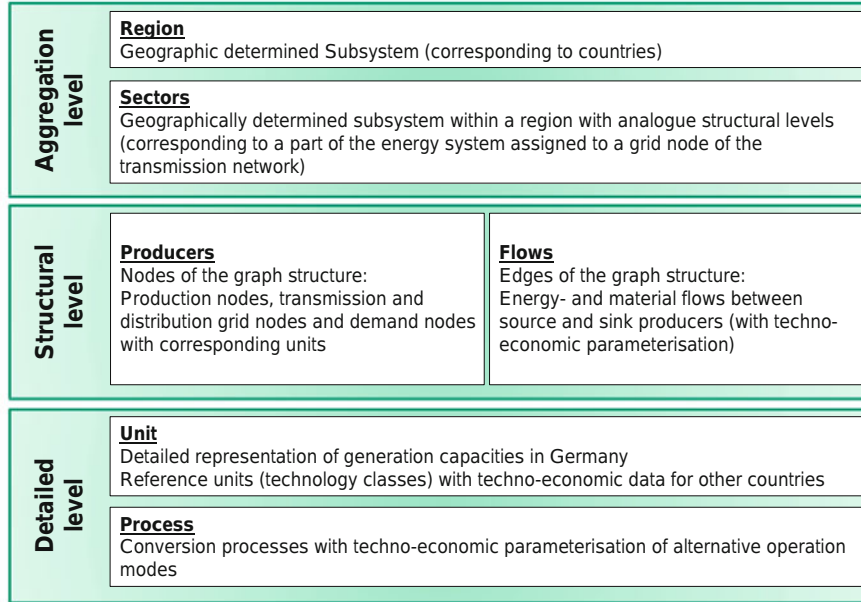 Aggregation
level
Region
Geographic determined Subsystem (corresponding to countries)
Sectors
Geographically determined subsystem within a region with analogue structural levels
(corresponding to a part of the energy system assigned to a grid node of the
transmission network)
Structural
level
Producers
Nodes of the graph structure:
Production nodes, transmission and
distribution grid nodes and demand nodes
with corresponding units
Flows
Edges of the graph structure:
Energy- and material flows between
source and sink producers (with techno-
economic parameterisation)
Detailed
level
Unit
Detailed representation of generation capacities in Germany
Reference units (technology classes) with techno-economic data for other countries
Process
Conversion processes with techno-economic parameterisation of alternative operation
modes